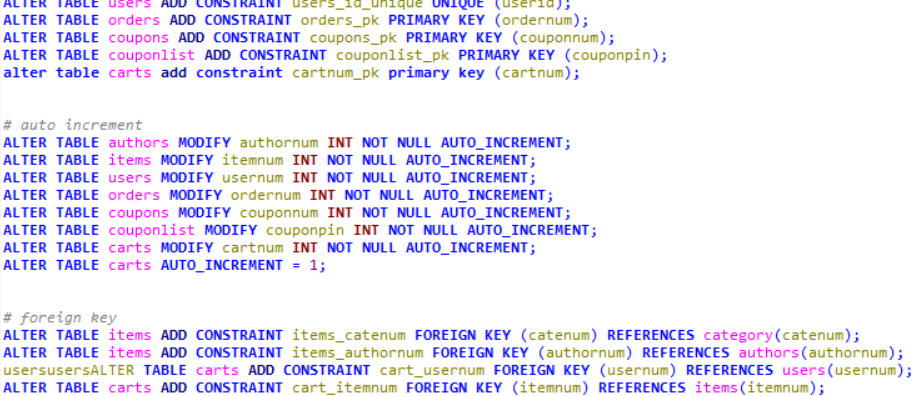 ALTER TABLE users ADD CONSTRAINT users_id_unique UNIQUE (userid);
ALTER TABLE orders ADD CONSTRAINT orders_pk PRIMARY KEY (ordernum);
ALTER TABLE coupons ADD CONSTRAINT coupons_pk PRIMARY KEY (couponnum);
ALTER TABLE couponlist ADD CONSTRAINT couponlist_pk PRIMARY KEY (couponpin);
alter table carts add constraint cartnum_pk primary key (cartnum);
# auto increment
ALTER TABLE authors MODIFY authornum INT NOT NULL AUTO_INCREMENT;
ALTER TABLE items MODIFY itemnum INT NOT NULL AUTO_INCREMENT;
ALTER TABLE users MODIFY usernum INT NOT NULL AUTO_INCREMENT;
ALTER TABLE orders MODIFY ordernum INT NOT NULL AUTO_INCREMENT;
ALTER TABLE coupons MODIFY couponnum INT NOT NULL AUTO_INCREMENT;
ALTER TABLE couponlist MODIFY couponpin INT NOT NULL AUTO_INCREMENT;
ALTER TABLE carts MODIFY cartnum INT NOT NULL AUTO_INCREMENT;
ALTER TABLE carts AUTO_INCREMENT = 1;
# foreign key
ALTER TABLE items ADD CONSTRAINT items_catenum FOREIGN KEY (catenum) REFERENCES category(catenum);
ALTER TABLE items ADD CONSTRAINT items_authornum FOREIGN KEY (authornum) REFERENCES authors(authornum);
usersusersALTER TABLE carts ADD CONSTRAINT cart_usernum FOREIGN KEY (usernum) REFERENCES users(usernum);
ALTER TABLE carts ADD CONSTRAINT cart_itemnum FOREIGN KEY (itemnum) REFERENCES items(itemnum);